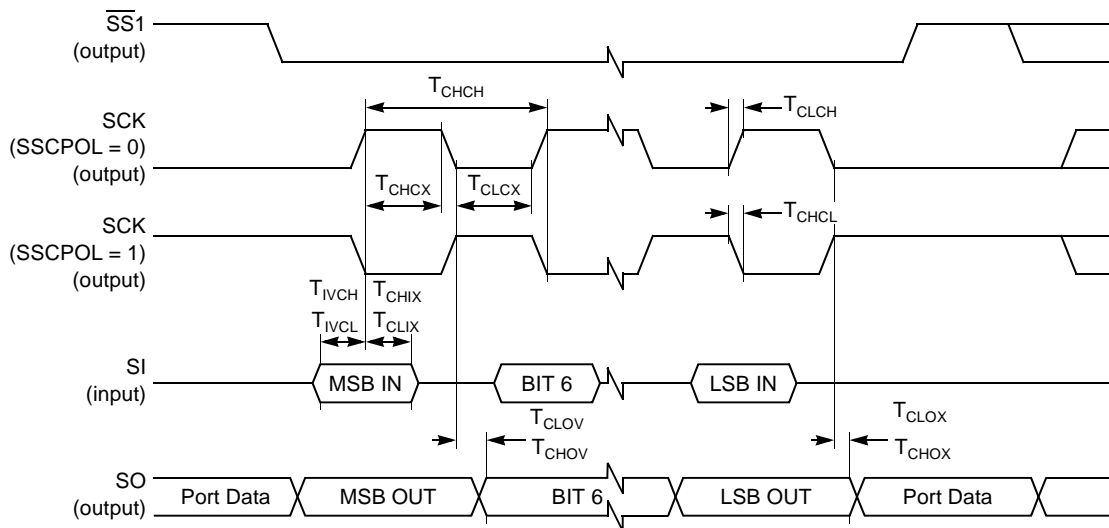 S̅S̅1
(output)
T_CHCH
T_CLCH
SCK
(SSCPOL = 0)
(output)
T_CHCX
T_CLCX
T_CHCL
SCK
(SSCPOL = 1)
(output)
T_IVCH
T_CHIX
T_IVCL
T_CLIX
SI
(input)
MSB IN
BIT 6
LSB IN
T_CLOV
T_CLOX
T_CHOV
T_CHOX
SO
(output)
Port Data
MSB OUT
BIT 6
LSB OUT
Port Data